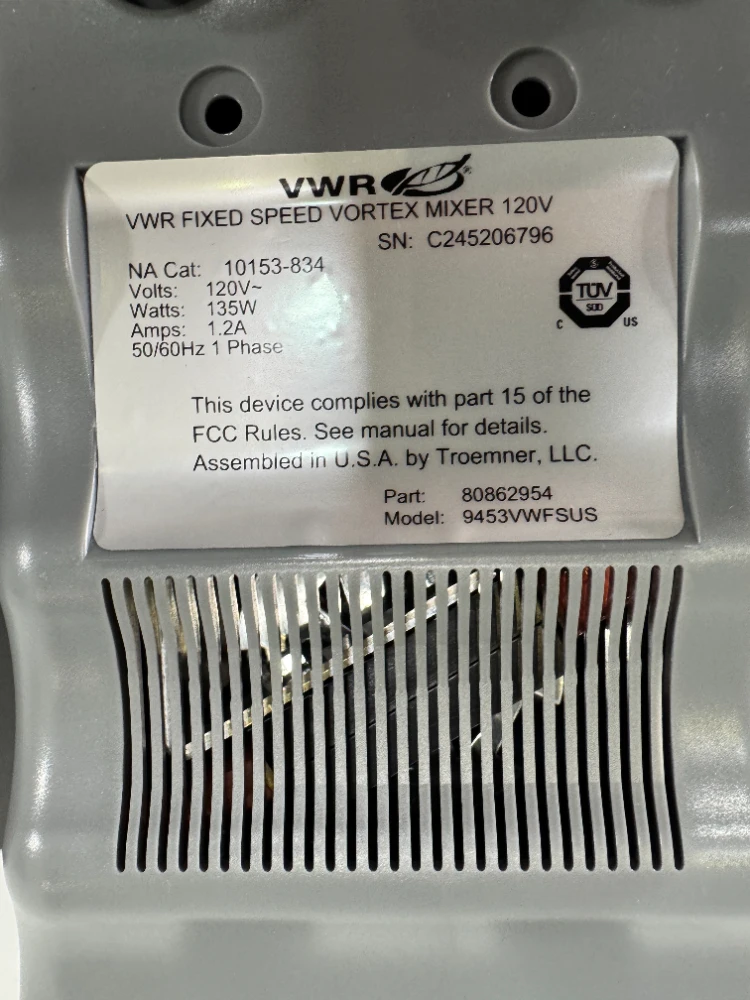 VWR
VWR FIXED SPEED VORTEX MIXER 120V
SN: C245206796
NA Cat: 10153-834
Volts: 120V~
Watts: 135W
Amps: 1.2A
50/60Hz 1 Phase
TÜV
SÜD
C US
This device complies with part 15 of the
FCC Rules. See manual for details.
Assembled in U.S.A. by Troemner, LLC.
Part: 80862954
Model: 9453VWFSUS